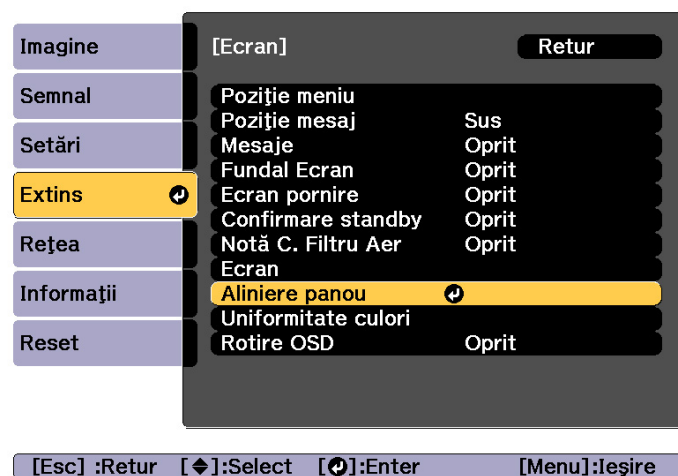 Imagine
Semnal
Setări
Extins
Reţea
Informaţii
Reset
[Ecran] Retur
Poziţie meniu
Poziţie mesaj Sus
Mesaje Oprit
Fundal Ecran Oprit
Ecran pornire Oprit
Confirmare standby Oprit
Notă C. Filtru Aer Oprit
Ecran
Aliniere panou
Uniformitate culori
Rotire OSD Oprit
[Esc] :Retur [◆]:Select [⏎]:Enter [Menu]:Ieşire